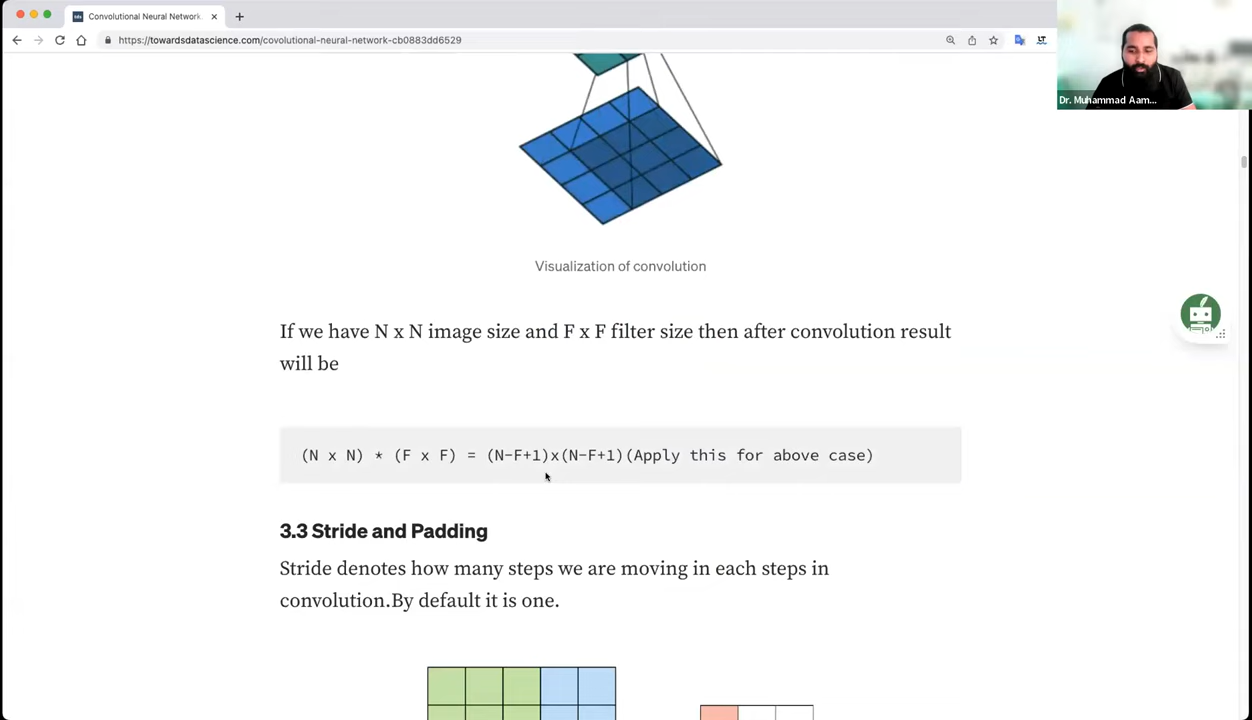 Convolutional Neural Network.
https://towardsdatascience.com/covolutional-neural-network-cb0883dd6529
Dr. Muhammad Aam...
Visualization of convolution
If we have N x N image size and F x F filter size then after convolution result
will be
(N x N) * (F x F) = (N-F+1)x(N-F+1)(Apply this for above case)
3.3 Stride and Padding
Stride denotes how many steps we are moving in each steps in
convolution.By default it is one.